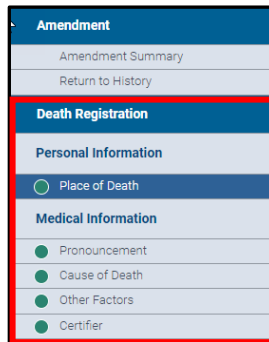 Amendment
Amendment Summary
Return to History
Death Registration
Personal Information
Place of Death
Medical Information
Pronouncement
Cause of Death
Other Factors
Certifier